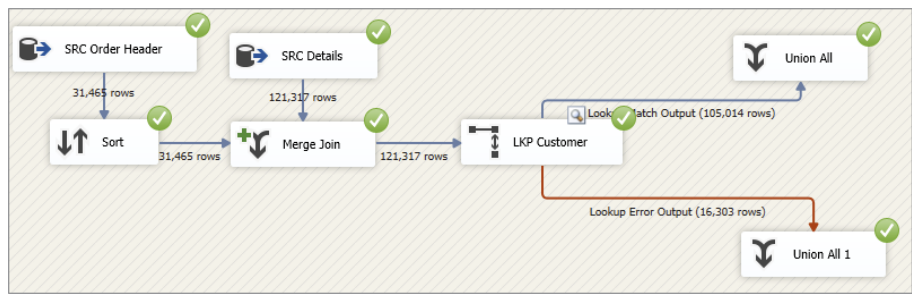 SRC Order Header
SRC Details
Union All
31,465 rows
121,317 rows
Lookup Match Output (105,014 rows)
Sort
Merge Join
LKP Customer
31,465 rows
121,317 rows
Lookup Error Output (16,303 rows)
Union All 1